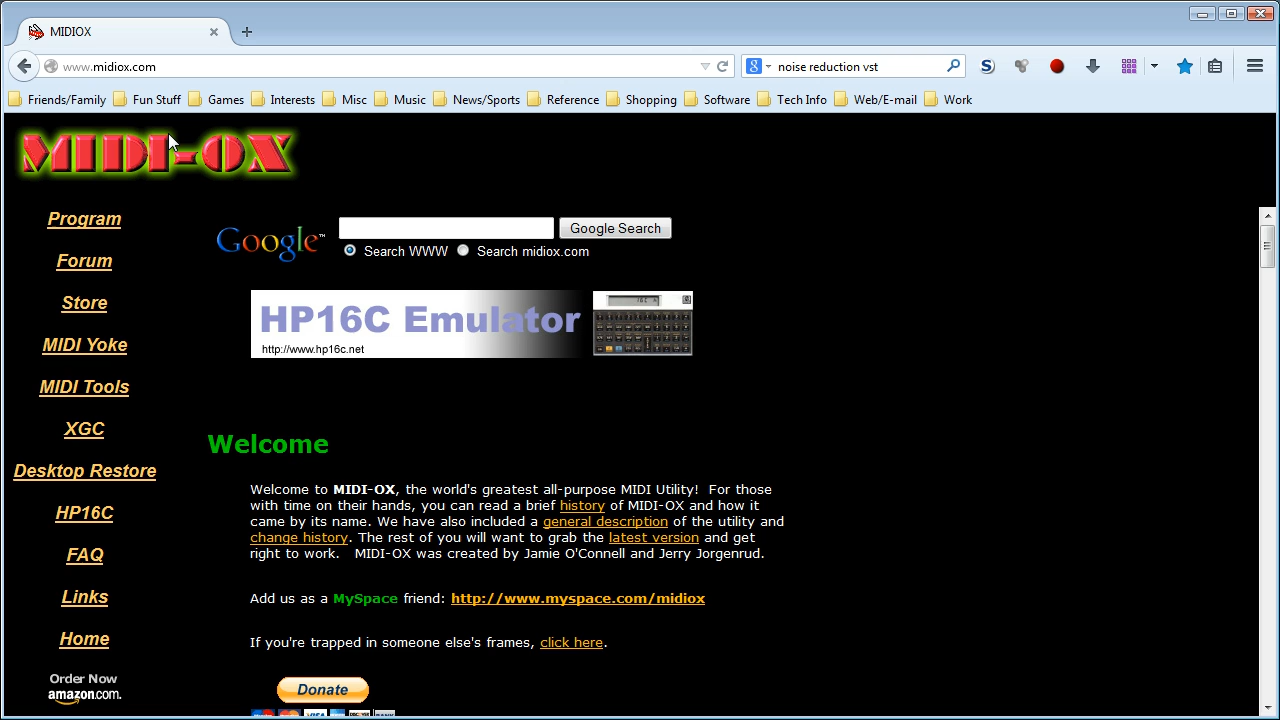 MIDIOX
www.midiox.com
noise reduction vst
Friends/Family Fun Stuff Games Interests Misc Music News/Sports Reference Shopping Software Tech Info Web/E-mail Work
MIDI-OX
Program
Forum
Store
MIDI Yoke
MIDI Tools
XGC
Desktop Restore
HP16C
FAQ
Links
Home
Order Now
amazon.com.
Google™
Google Search
Search WWW Search midiox.com
HP16C Emulator
http://www.hp16c.net
Welcome
Welcome to MIDI-OX, the world's greatest all-purpose MIDI Utility! For those
with time on their hands, you can read a brief history of MIDI-OX and how it
came by its name. We have also included a general description of the utility and
change history. The rest of you will want to grab the latest version and get
right to work. MIDI-OX was created by Jamie O'Connell and Jerry Jorgenrud.
Add us as a MySpace friend: http://www.myspace.com/midiox
If you're trapped in someone else's frames, click here.
Donate